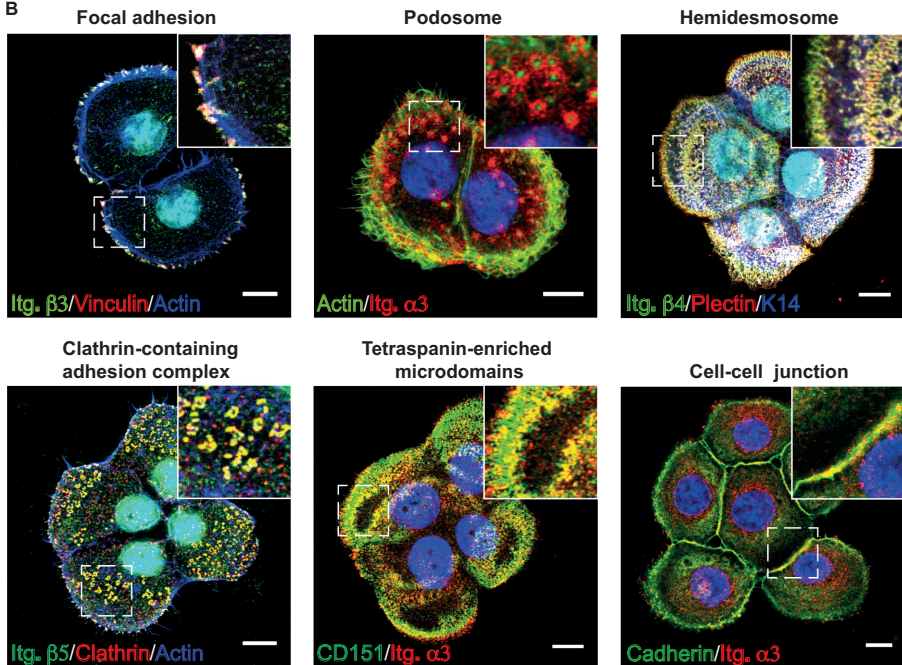 B
Focal adhesion
Podosome
Hemidesmosome
Itg. β3/Vinculin/Actin
Actin/Itg. α3
Itg. β4/Plectin/K14
Clathrin-containing
adhesion complex
Tetraspanin-enriched
microdomains
Cell-cell junction
Itg. β5/Clathrin/Actin
CD151/Itg. α3
Cadherin/Itg. α3